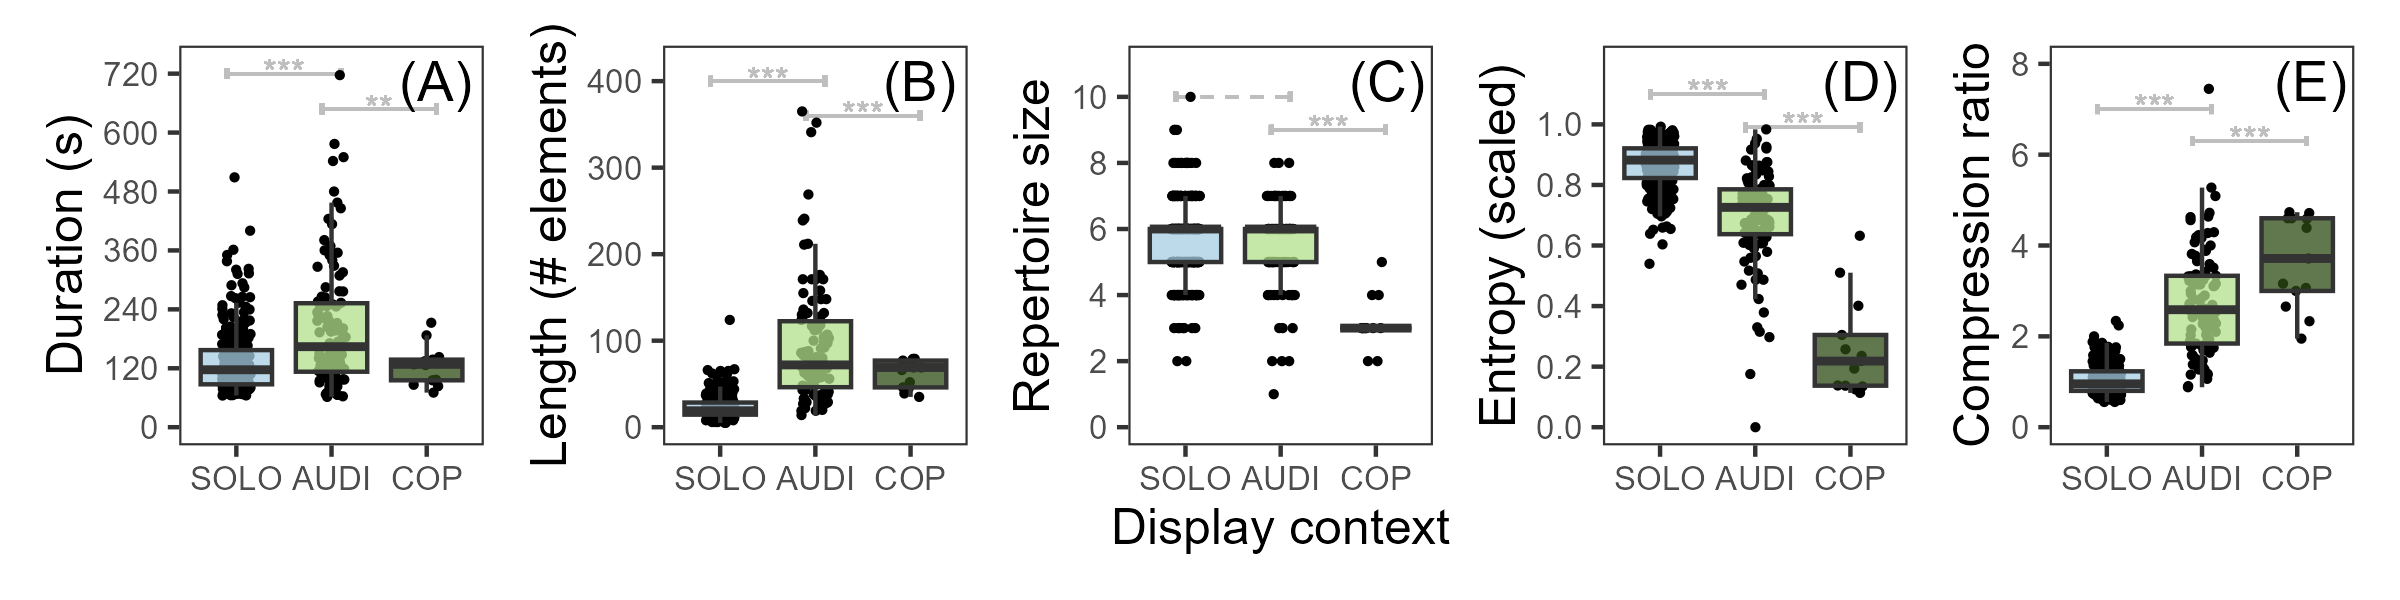 Duration (s)
720
600
480
360
240
120
0
***
**
(A)
SOLO AUDI COP
Length (# elements)
400
300
200
100
0
***
***
(B)
SOLO AUDI COP
Repertoire size
10
8
6
4
2
0
***
(C)
SOLO AUDI COP
Entropy (scaled)
1.0
0.8
0.6
0.4
0.2
0.0
***
***
(D)
SOLO AUDI COP
Compression ratio
8
6
4
2
0
***
***
(E)
SOLO AUDI COP
Display context